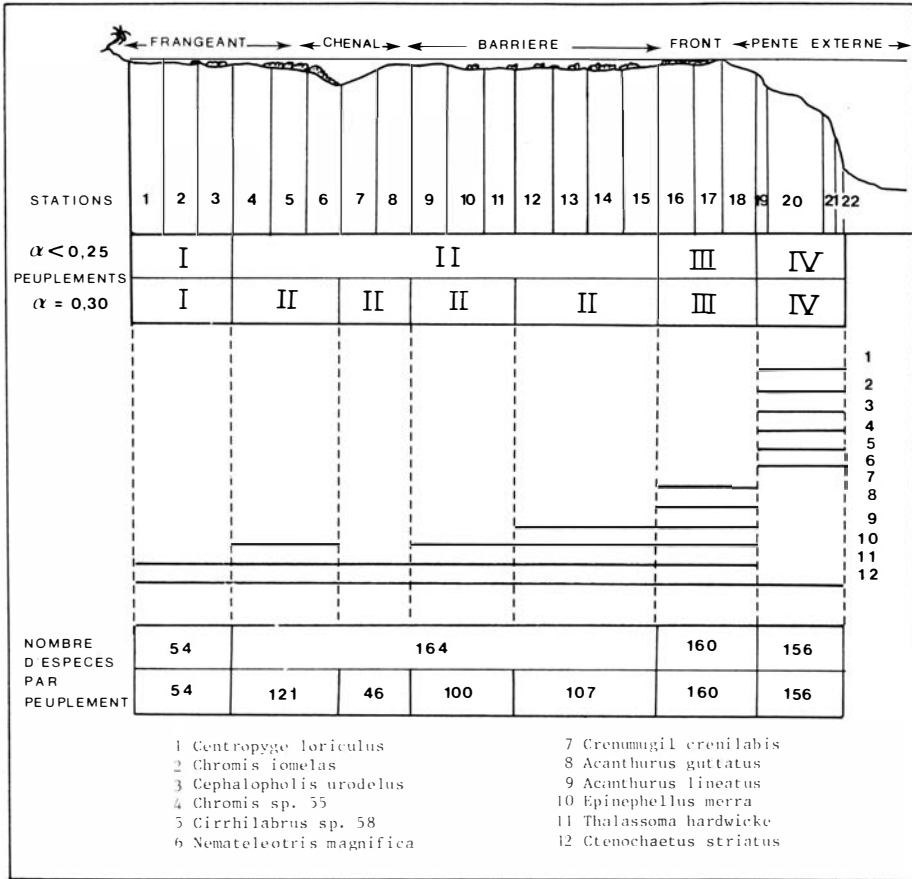 FRANGEANT CHENAL BARRIERE FRONT PENTE EXTERNE
STATIONS 1 2 3 4 5 6 7 8 9 10 11 12 13 14 15 16 17 18 19 20 21 22
α < 0,25 I II III IV
PEUPLEMENTS
α = 0,30 I II II II II III IV
1
2
3
4
5
6
7
8
9
10
11
12
NOMBRE D'ESPECES 54 164 160 156
PAR PEUPLEMENT 54 121 46 100 107 160 156
1 Centropyge loriculus
2 Chromis iomelas
3 Cephalopholis urodelus
4 Chromis sp. 55
5 Cirrhilabrus sp. 58
6 Nemateleotris magnifica
7 Crenumugil crenilabis
8 Acanthurus guttatus
9 Acanthurus lineatus
10 Epinephellus merra
11 Thalassoma hardwicke
12 Ctenochaetus striatus